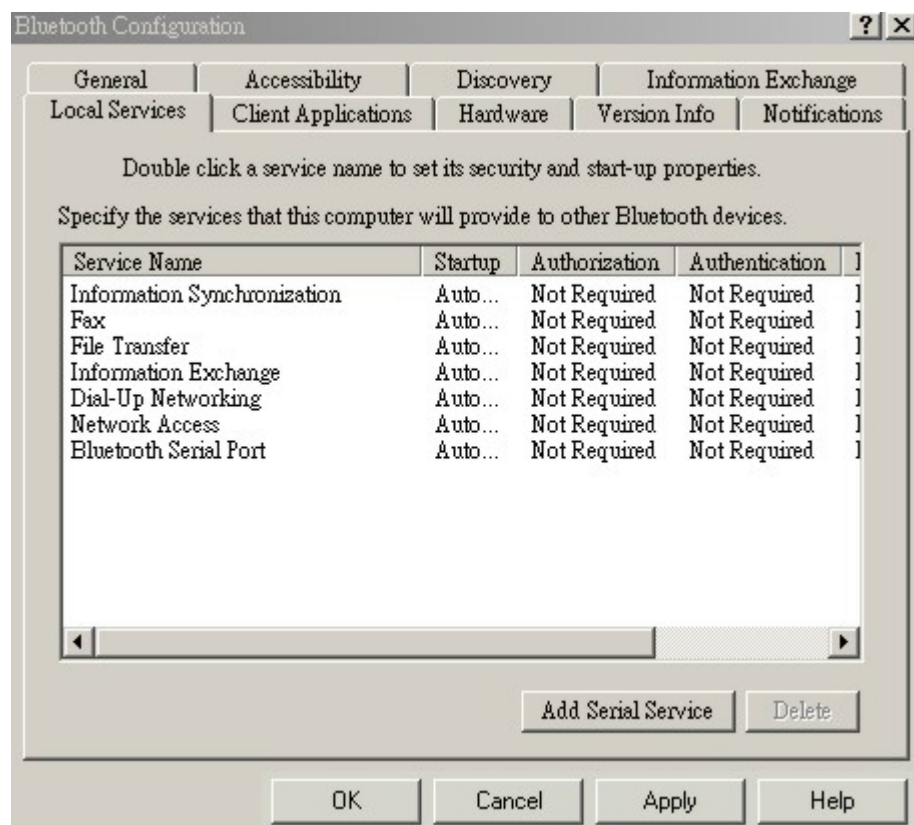 Bluetooth Configuration
General Accessibility Discovery Information Exchange
Local Services Client Applications Hardware Version Info Notifications
Double click a service name to set its security and start-up properties.
Specify the services that this computer will provide to other Bluetooth devices.
Service Name Startup Authorization Authentication
Information Synchronization Auto... Not Required Not Required
Fax Auto... Not Required Not Required
File Transfer Auto... Not Required Not Required
Information Exchange Auto... Not Required Not Required
Dial-Up Networking Auto... Not Required Not Required
Network Access Auto... Not Required Not Required
Bluetooth Serial Port Auto... Not Required Not Required
Add Serial Service Delete
OK Cancel Apply Help